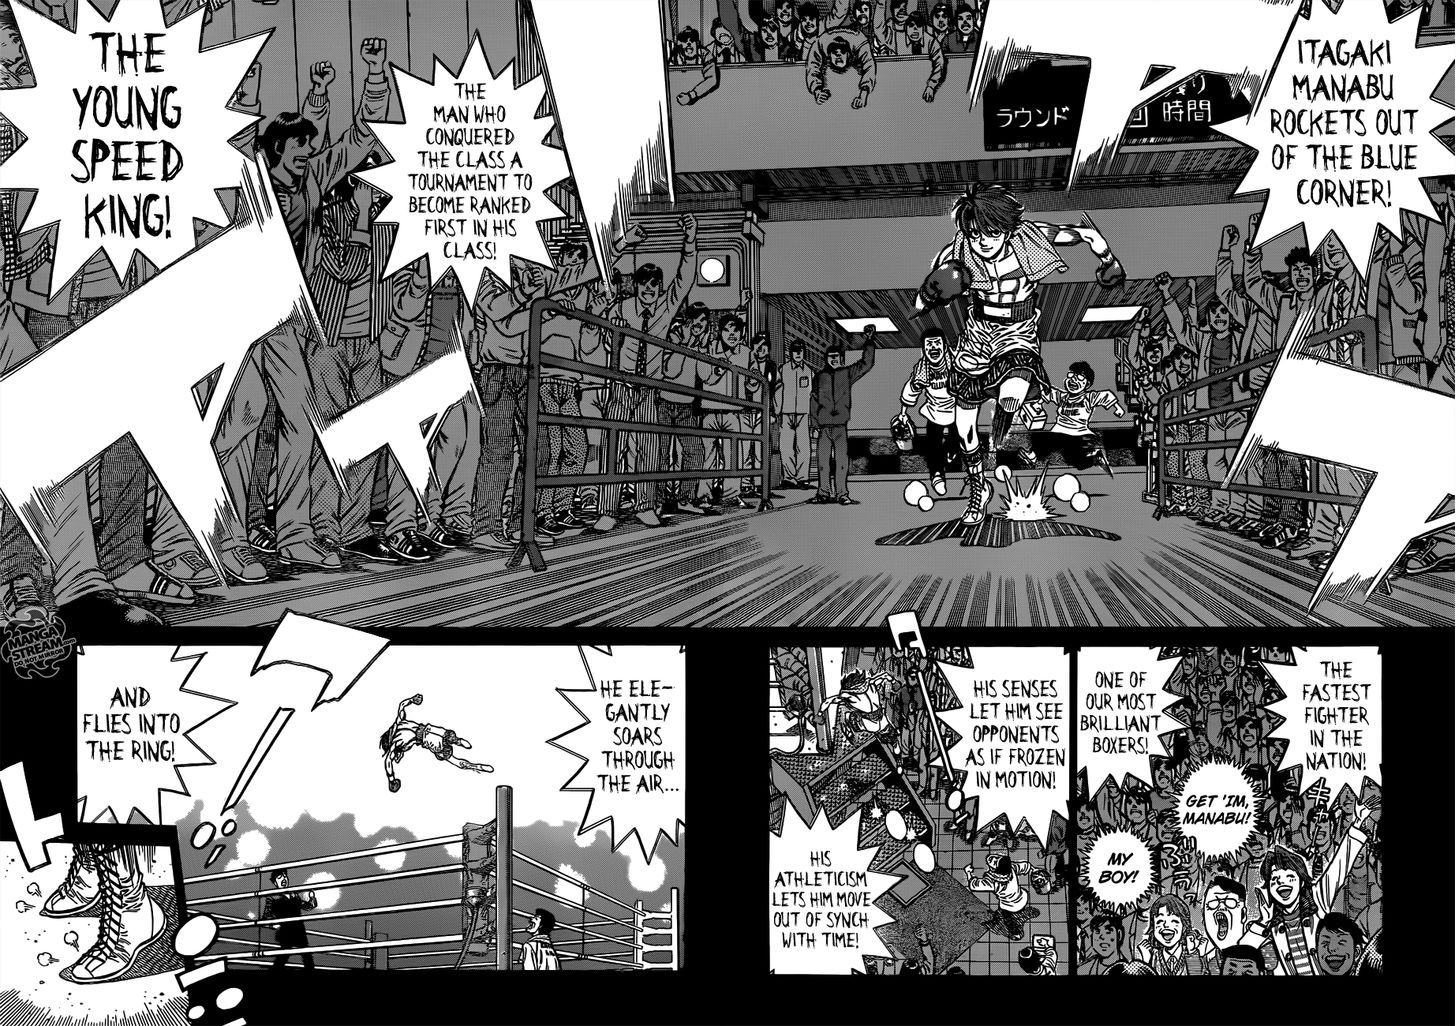 ITAGAKI
MANABU
ROCKETS OUT
OF THE BLUE
CORNER!
ラウンド
時間
THE
MAN WHO
CONQUERED
THE CLASS A
TOURNAMENT TO
BECOME RANKED
FIRST IN HIS
CLASS!
THE
YOUNG
SPEED
KING!
THE
FASTEST
FIGHTER
IN THE
NATION!
ONE OF
OUR MOST
BRILLIANT
BOXERS!
GET 'IM,
MANABU!
MY
BOY!
HIS SENSES
LET HIM SEE
OPPONENTS
AS IF FROZEN
IN MOTION!
HIS
ATHLETICISM
LETS HIM MOVE
OUT OF SYNCH
WITH TIME!
HE ELE-
GANTLY
SOARS
THROUGH
THE AIR...
AND
FLIES INTO
THE RING!
MANGA
STREAM